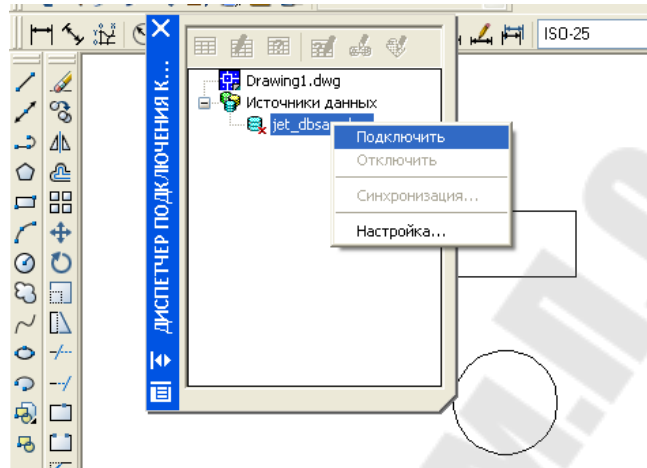 ISO-25
ДИСПЕТЧЕР ПОДКЛЮЧЕНИЯ К...
Drawing1.dwg
Источники данных
Подключить
Отключить
Синхронизация...
Настройка...